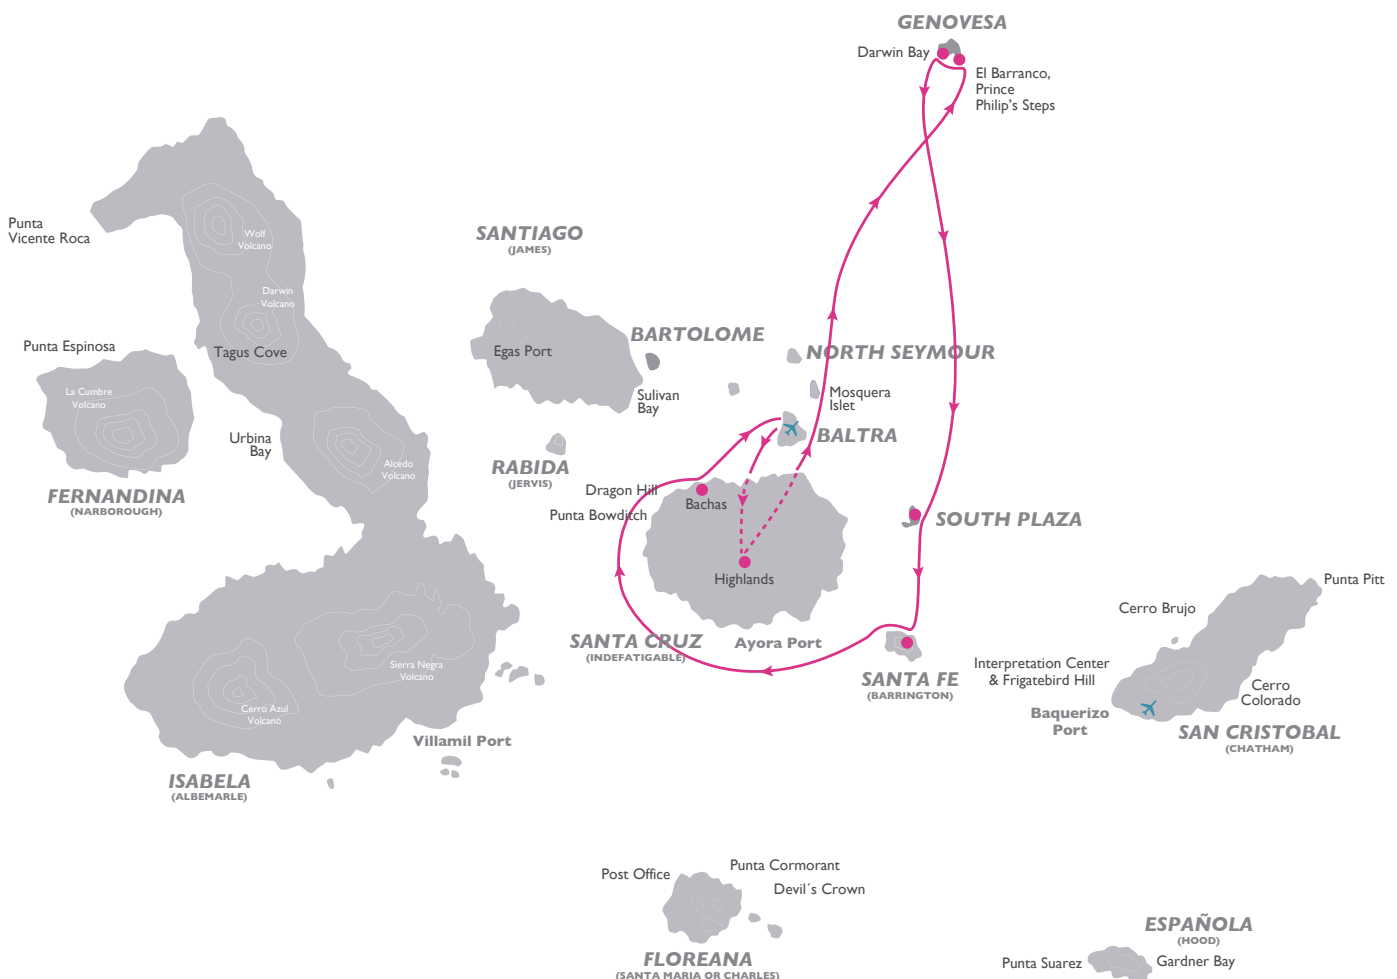 GENOVESA
Darwin Bay
El Barranco,
Prince
Philip's Steps
Punta
Vicente Roca
Wolf
Volcano
Darwin
Volcano
Tagus Cove
SANTIAGO
(JAMES)
Egas Port
BARTOLOME
Sulivan
Bay
NORTH SEYMOUR
Mosquera
Islet
BALTRA
Punta Espinosa
La Cumbre
Volcano
FERNANDINA
(NARBOROUGH)
Urbina
Bay
Alcedo
Volcano
RABIDA
(JERVIS)
Dragon Hill
Punta Bowditch
Bachas
Highlands
SOUTH PLAZA
SANTA CRUZ
(INDEFATIGABLE)
Ayora Port
SANTA FE
(BARRINGTON)
Punta Pitt
Cerro Brujo
Interpretation Center
& Frigatebird Hill
Cerro
Colorado
Baquerizo
Port
SAN CRISTOBAL
(CHATHAM)
Sierra Negra
Volcano
Cerro Azul
Volcano
Villamil Port
ISABELA
(ALBEMARLE)
Post Office
Punta Cormorant
Devil´s Crown
FLOREANA
(SANTA MARIA OR CHARLES)
ESPAÑOLA
(HOOD)
Punta Suarez
Gardner Bay